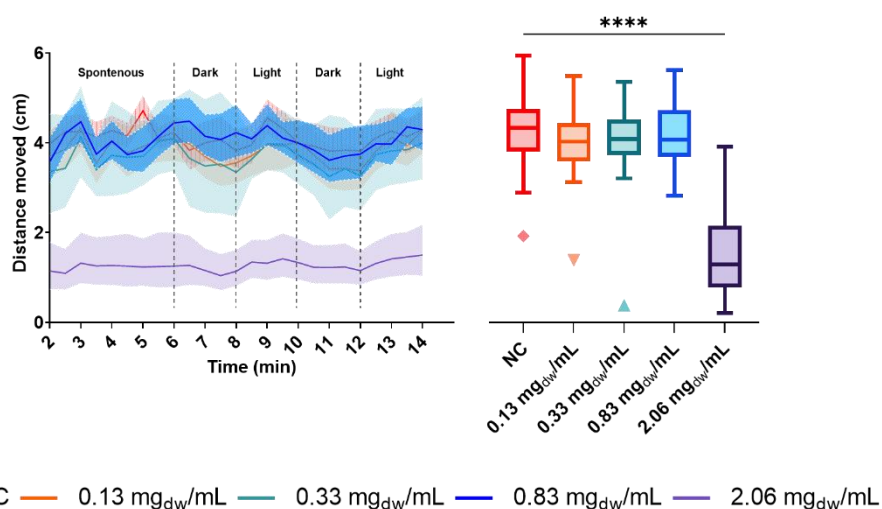 ****
6
Spontenous
Dark
Light
Dark
Light
4
2
0
Distance moved (cm)
2
3
4
5
6
7
8
9
10
11
12
13
14
Time (min)
NC
0.13 mgdw/mL
0.33 mgdw/mL
0.83 mgdw/mL
2.06 mgdw/mL
C 0.13 mgdw/mL 0.33 mgdw/mL 0.83 mgdw/mL 2.06 mgdw/mL